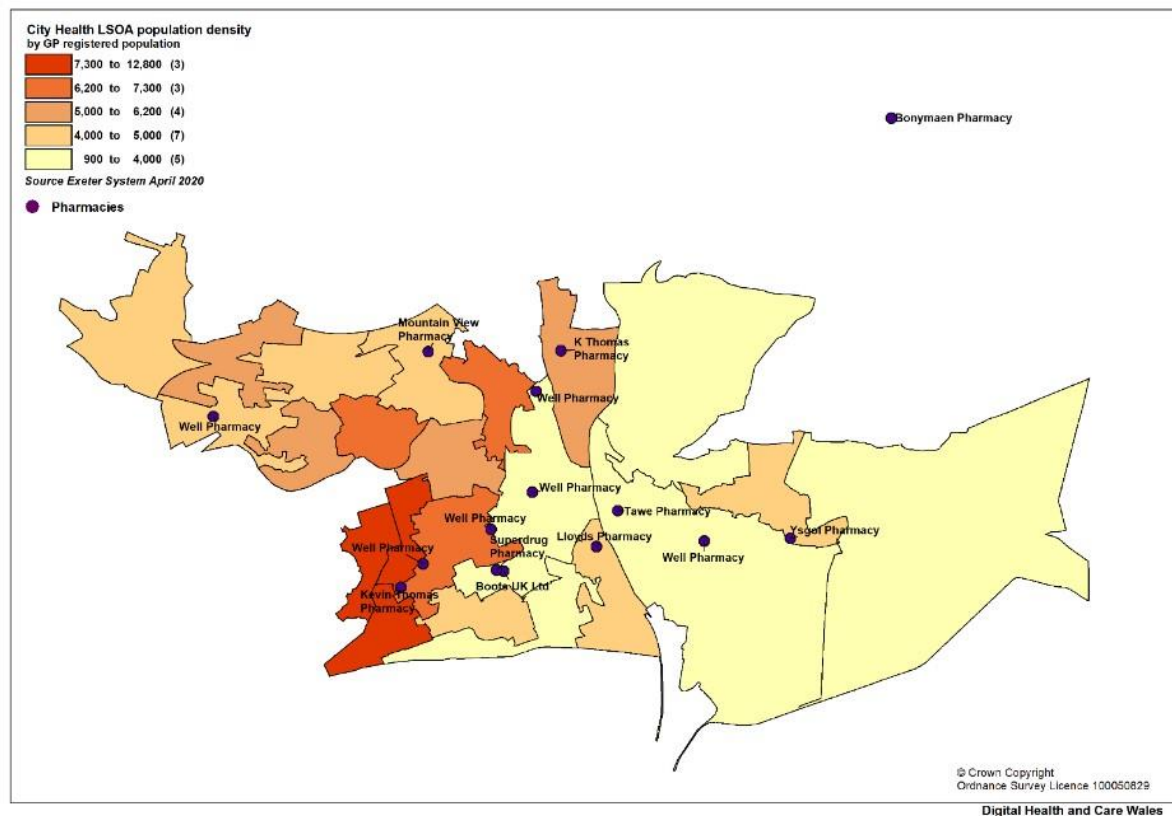 City Health LSOA population density
by GP registered population
7,300 to 12,800 (3)
6,200 to 7,300 (3)
5,000 to 6,200 (4)
4,000 to 5,000 (7)
900 to 4,000 (5)
Source Exeter System April 2020
Pharmacies
Bonymaen Pharmacy
Mountain View
Pharmacy
K Thomas
Pharmacy
Well Pharmacy
Well Pharmacy
Well Pharmacy
Tawe Pharmacy
Well Pharmacy
Superdrug
Pharmacy
Lloyds Pharmacy
Ysgol Pharmacy
Well Pharmacy
Well Pharmacy
Boots UK Ltd
Kevin Thomas
Pharmacy
© Crown Copyright
Ordnance Survey Licence 100050829
Digital Health and Care Wales